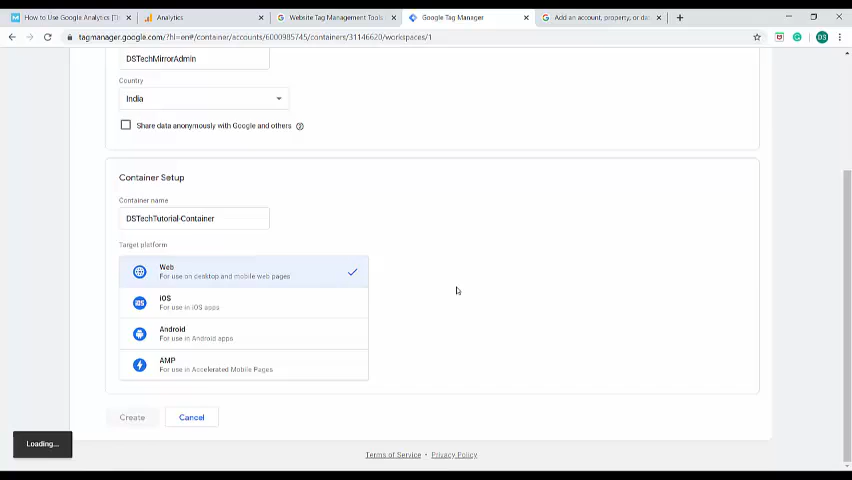 How to Use Google Analytics [
Analytics
Website Tag Management Tools
Google Tag Manager
Add an account, property, or da
tagmanager.google.com/?hl=en#/container/accounts/6000985745/containers/31146620/workspaces/1
DS
DSTechMirrorAdmin
Country
India
Share data anonymously with Google and others
Container Setup
Container name
DSTechTutorial-Container
Target platform
Web
For use on desktop and mobile web pages
iOS
iOS
For use in iOS apps
Android
For use in Android apps
AMP
For use in Accelerated Mobile Pages
Create
Cancel
Loading...
Terms of Service • Privacy Policy